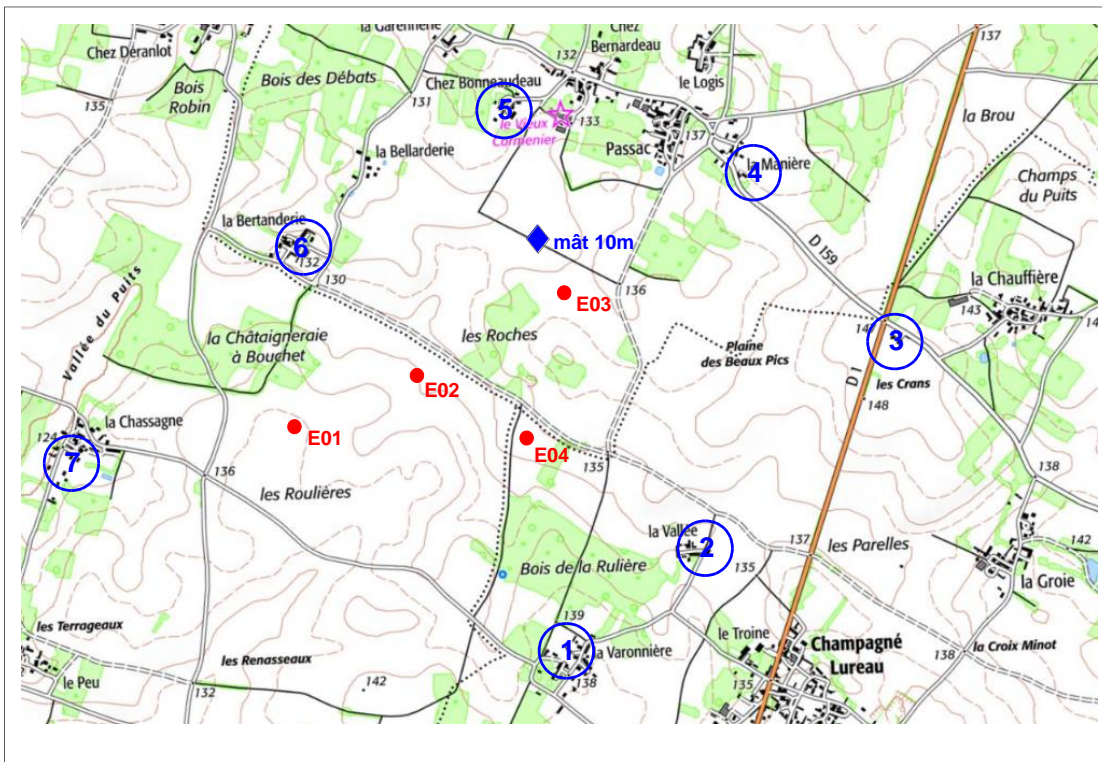 la Garennerie
Chez
Bernardeau
132
137
Chez Déranlot
Bois des Débats
Chez Bonneaudeau
le Logis
Bois
Robin
135
131
5
le Vieux
Cormenier
133
137
la Brou
la Bellarderie
Passac
la Manière
4
Champs
du Puits
la Bertanderie
6
132
130
mât 10m
D 159
136
Vallée du Puits
E03
la Chauffière
143
la Châtaigneraie
à Bouchet
les Roches
Plaine
des Beaux Pics
3
E02
D 1
les Crans
148
la Chassagne
E01
124
7
E04
135
136
138
les Roulières
la Vallée
2
137
les Parelles
142
Bois de la Rulière
135
la Groie
139
les Terrageaux
1
la Varonnière
le Troine
Champagné
Lureau
la Croix Minot
les Renasseaux
138
le Peu
132
142
138
135